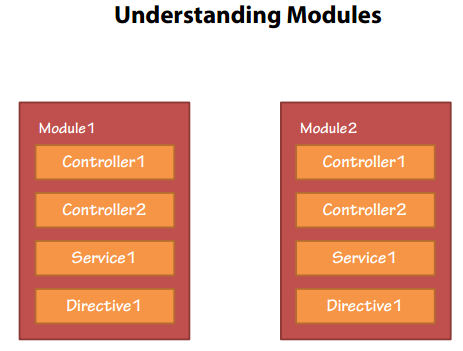 Understanding Modules
Module1
Controller1
Controller2
Service1
Directive1
Module2
Controller1
Controller2
Service1
Directive1